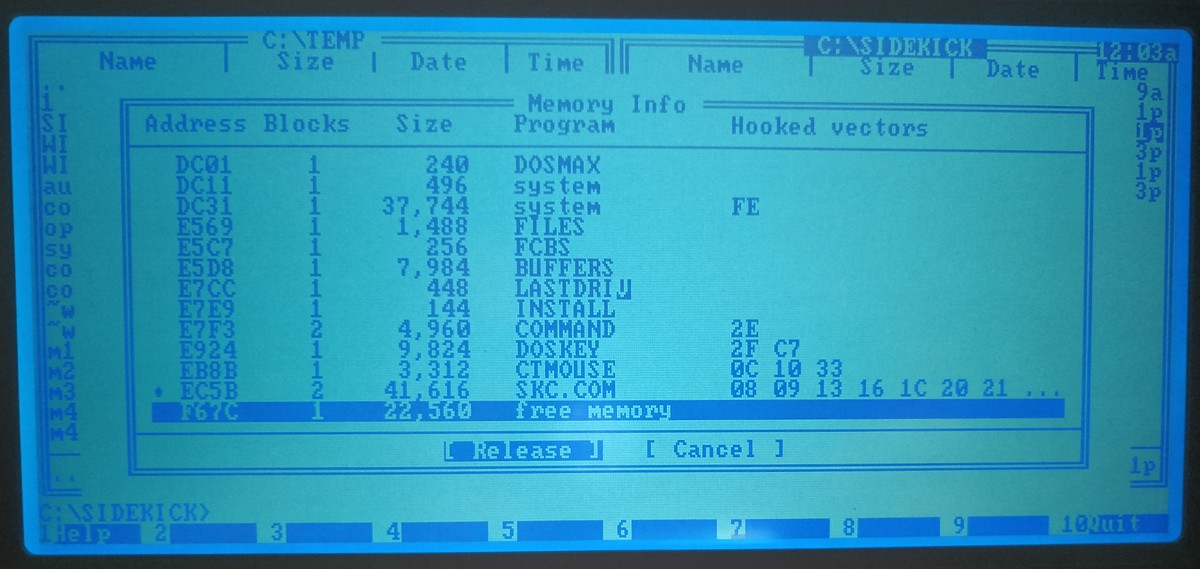 C:\TEMP C:\SIDEKICK 12:03a
Name Size Date Time Name Size Date Time
Memory Info
Address Blocks Size Program Hooked vectors
.. 9a
i 1p
SI 1p
WI 3p
WI DC01 1 240 DOSMAX 1p
au DC11 1 496 system 3p
co DC31 1 37,744 system FE
op E569 1 1,488 FILES
sy E5C7 1 256 FCBS
co E5D8 1 7,984 BUFFERS
co E7CC 1 448 LASTDRI
~w E7E9 1 144 INSTALL
~w E7F3 2 4,960 COMMAND 2E
m1 E924 1 9,824 DOSKEY 2F C7
m2 EB8B 1 3,312 CTMOUSE 0C 10 33
m3 ♦ EC5B 2 41,616 SKC.COM 08 09 13 16 1C 20 21 ...
m4 F67C 1 22,560 free memory
m4
[ Release ] [ Cancel ]
.. 1p
C:\SIDEKICK>
1Help 2 3 4 5 6 7 8 9 10Quit